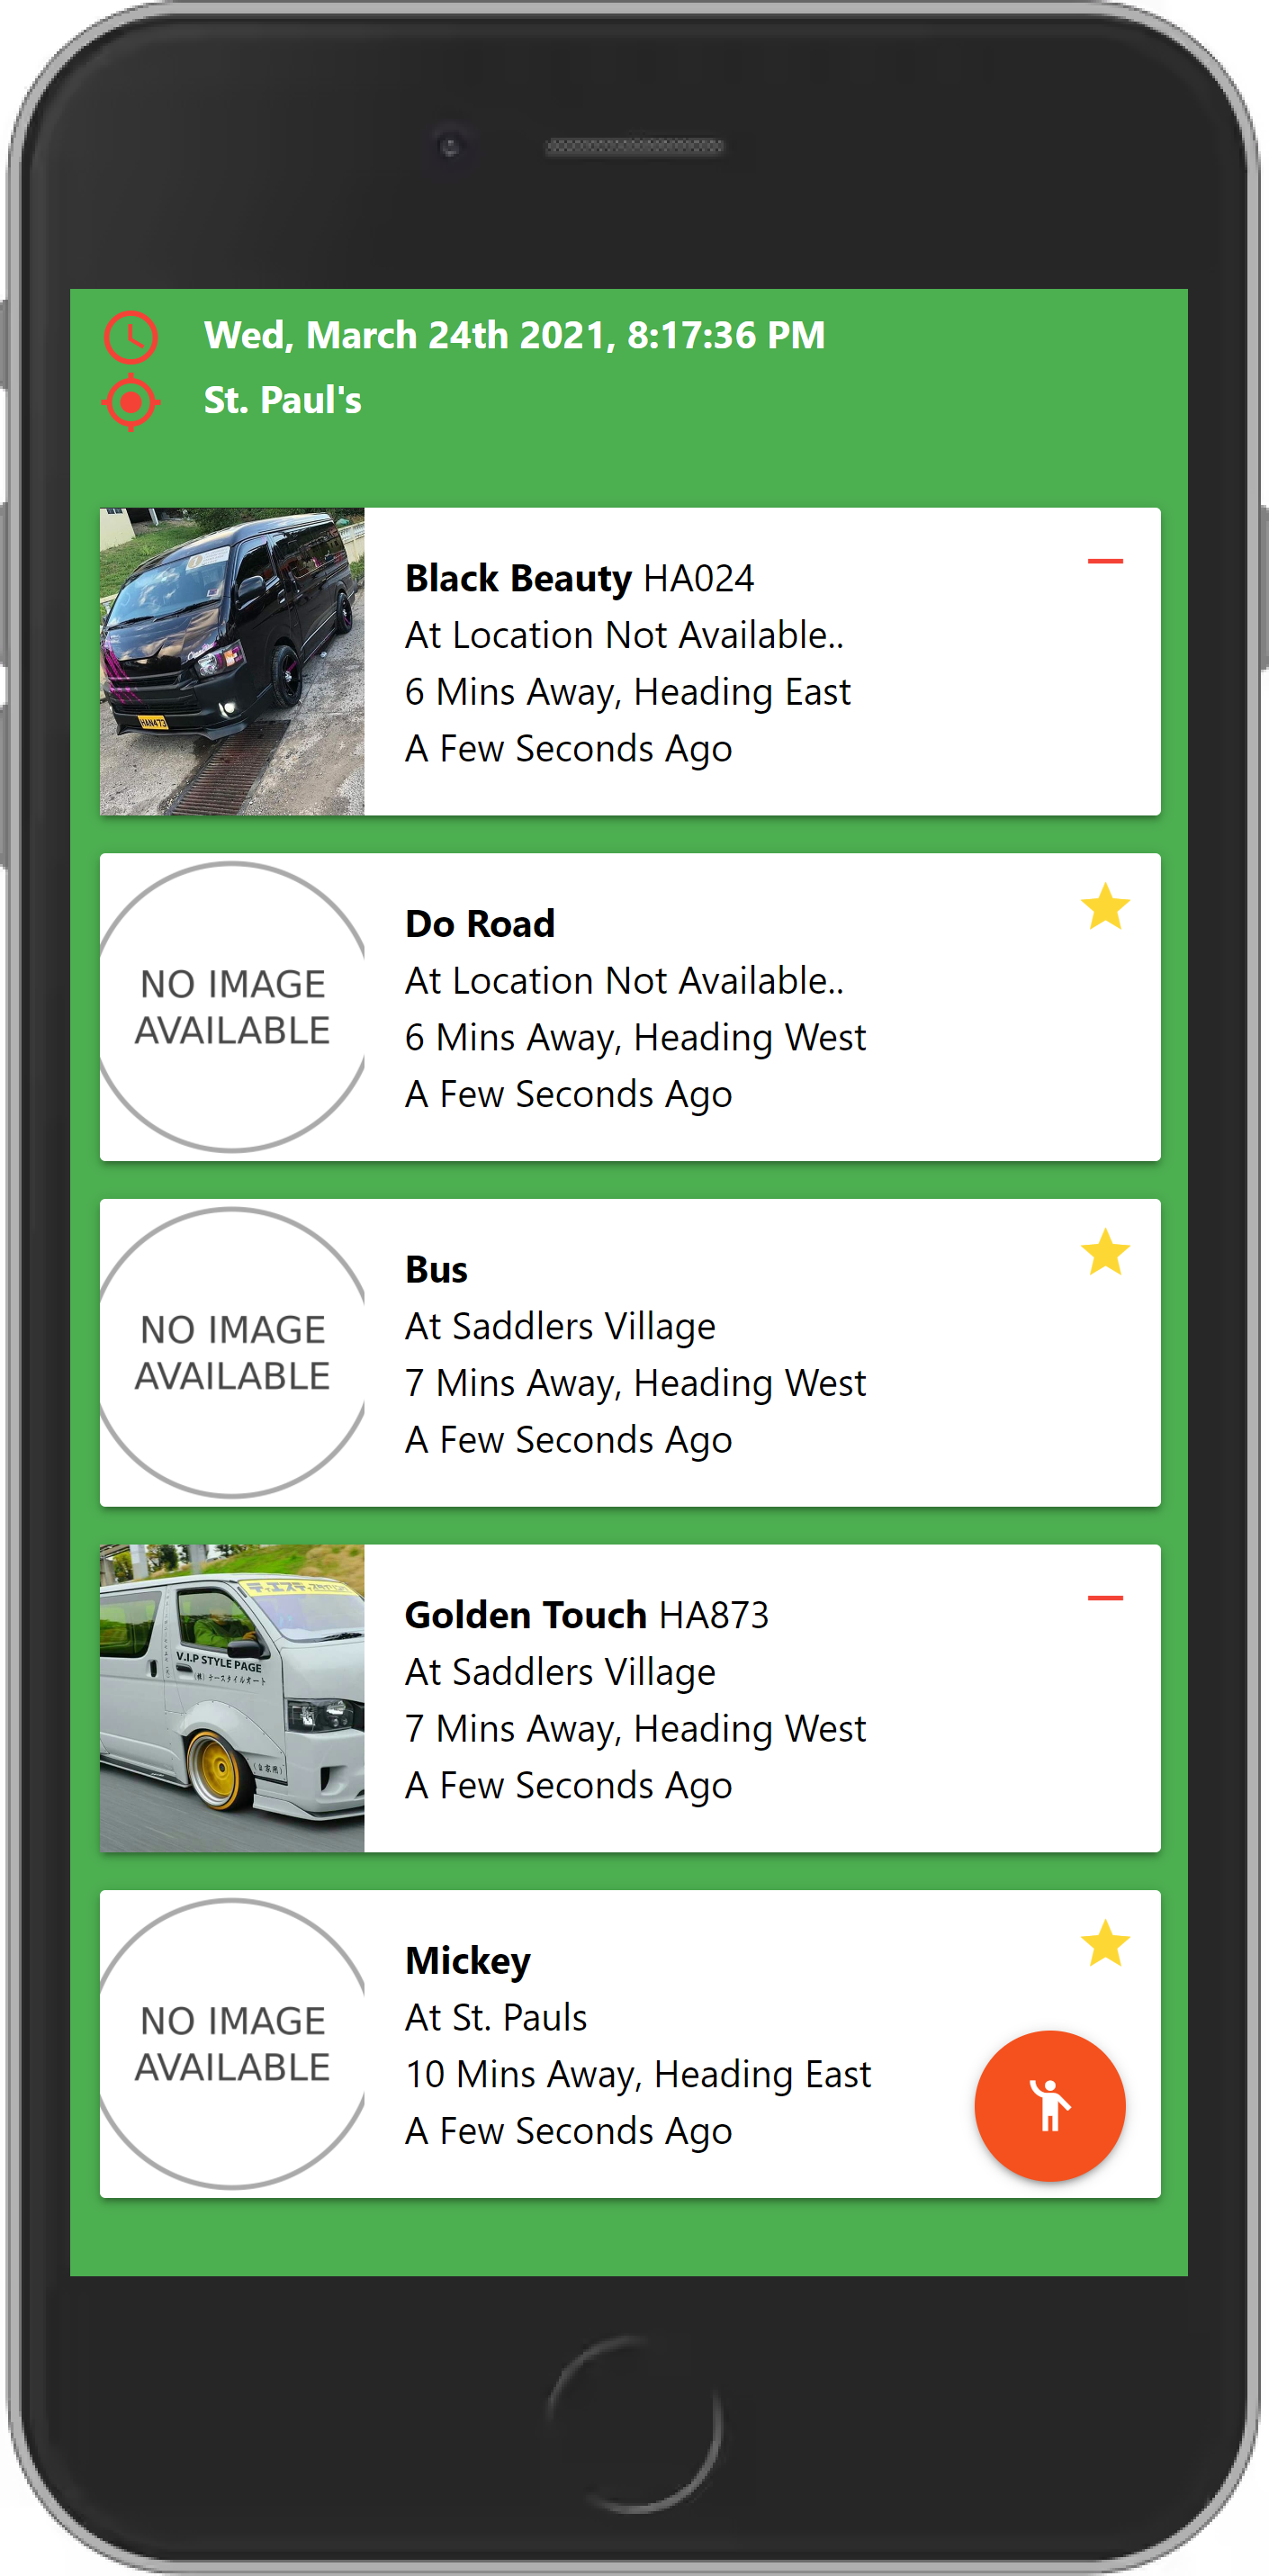 Wed, March 24th 2021, 8:17:36 PM
St. Paul's
HAN473
Black Beauty HA024
At Location Not Available..
6 Mins Away, Heading East
A Few Seconds Ago
NO IMAGE
AVAILABLE
Do Road
At Location Not Available..
6 Mins Away, Heading West
A Few Seconds Ago
NO IMAGE
AVAILABLE
Bus
At Saddlers Village
7 Mins Away, Heading West
A Few Seconds Ago
V.I.P STYLE PAGE
Golden Touch HA873
At Saddlers Village
7 Mins Away, Heading West
A Few Seconds Ago
NO IMAGE
AVAILABLE
Mickey
At St. Pauls
10 Mins Away, Heading East
A Few Seconds Ago